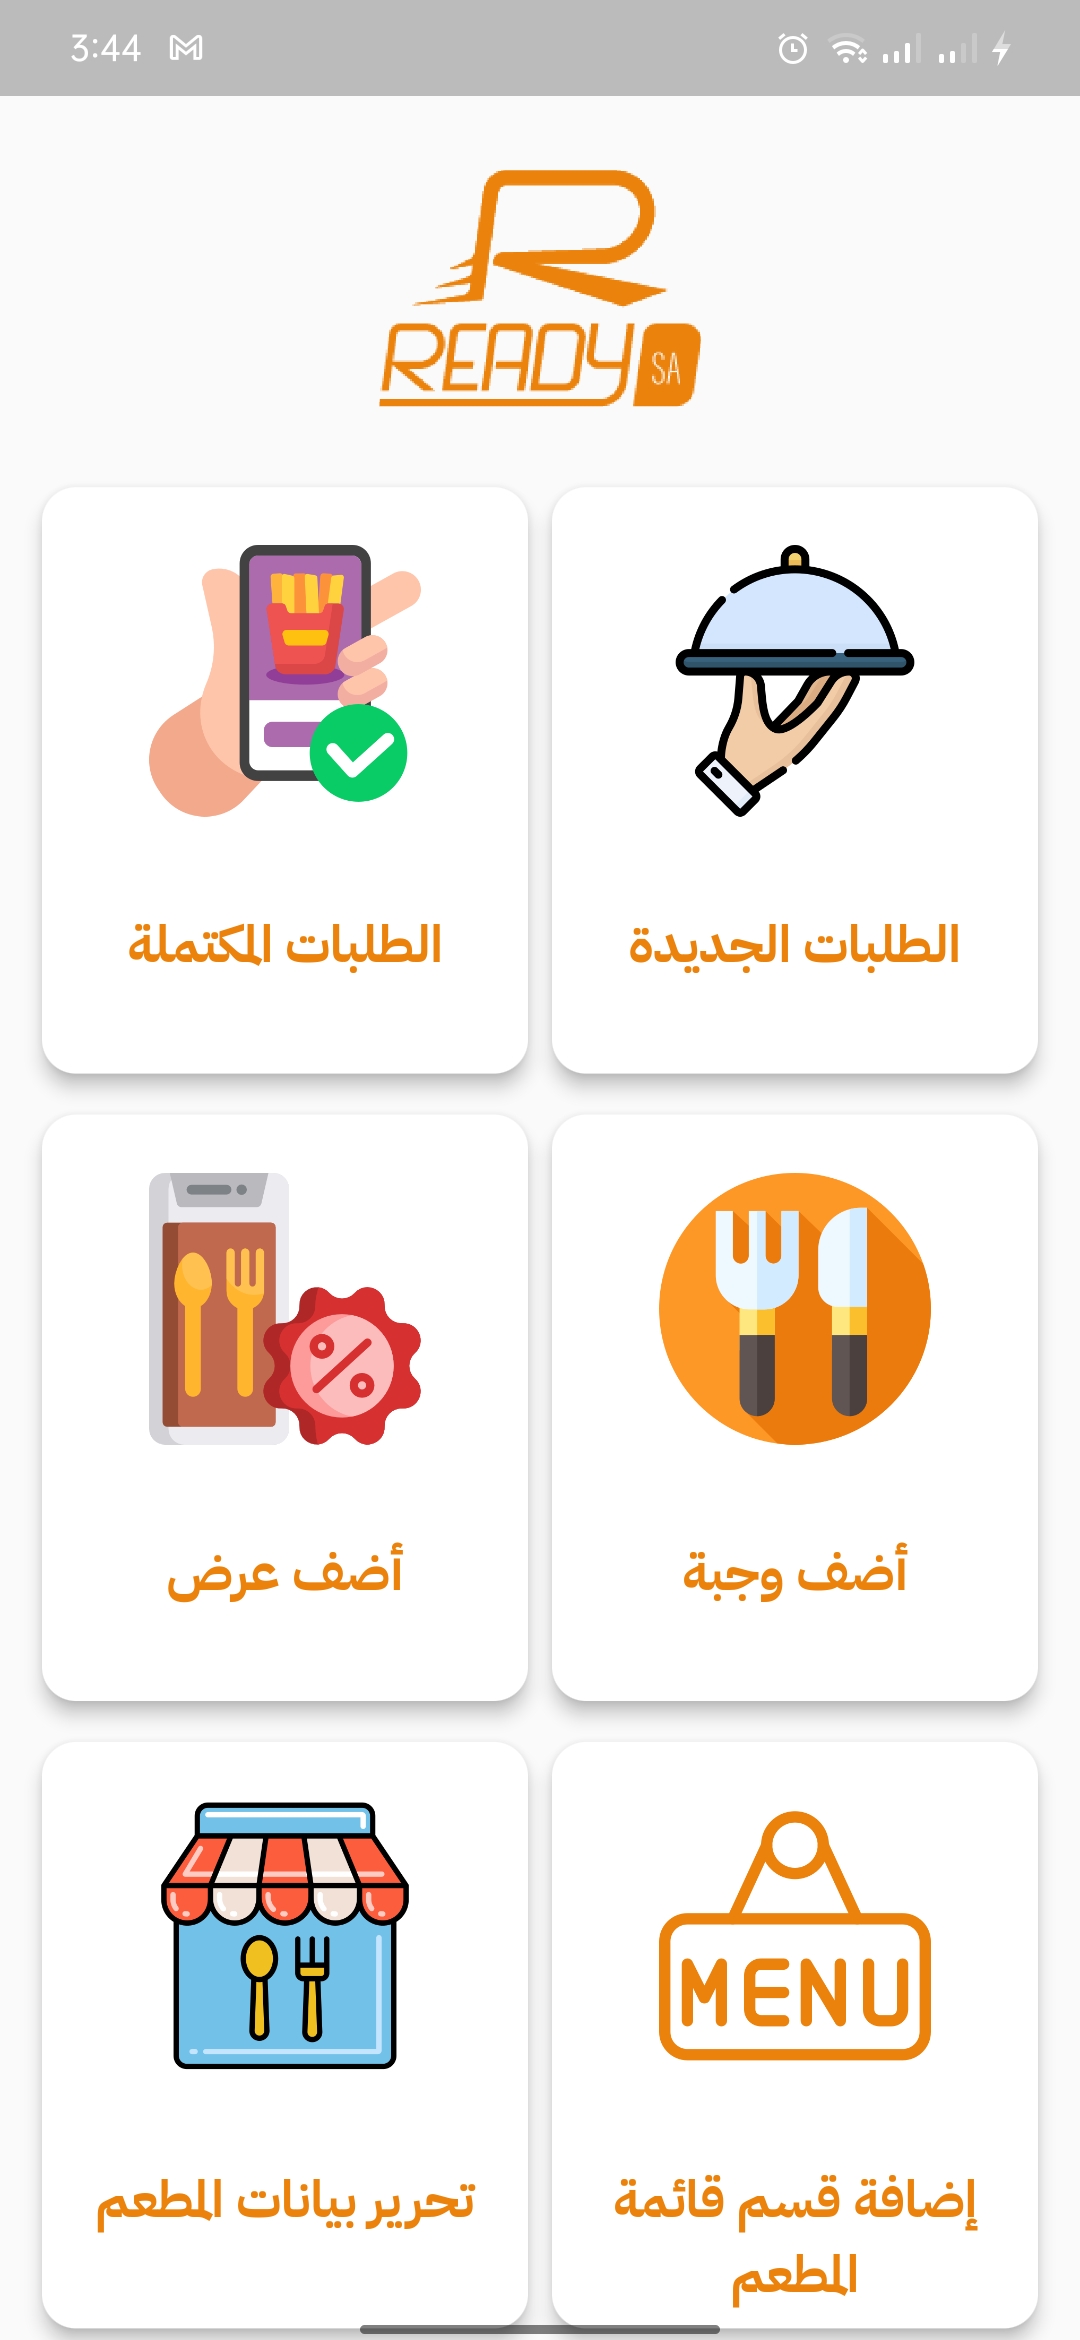 3:44
READY SA
الطلبات الجديدة
الطلبات المكتملة
أضف وجبة
أضف عرض
MENU
إضافة قسم قائمة
المطعم
تحرير بيانات المطعم